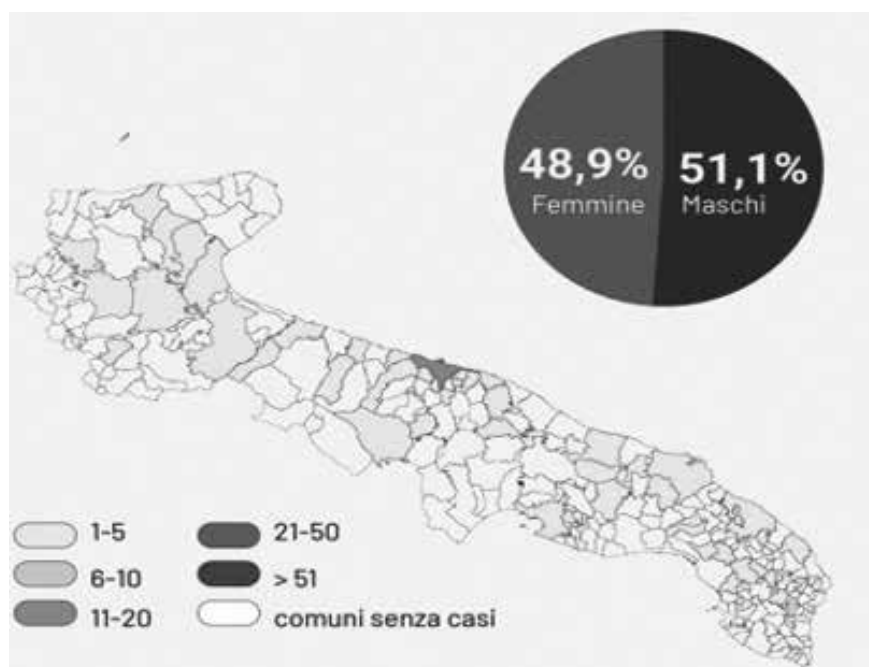 48,9%
Femmine
51,1%
Maschi
1-5
6-10
11-20
21-50
> 51
comuni senza casi